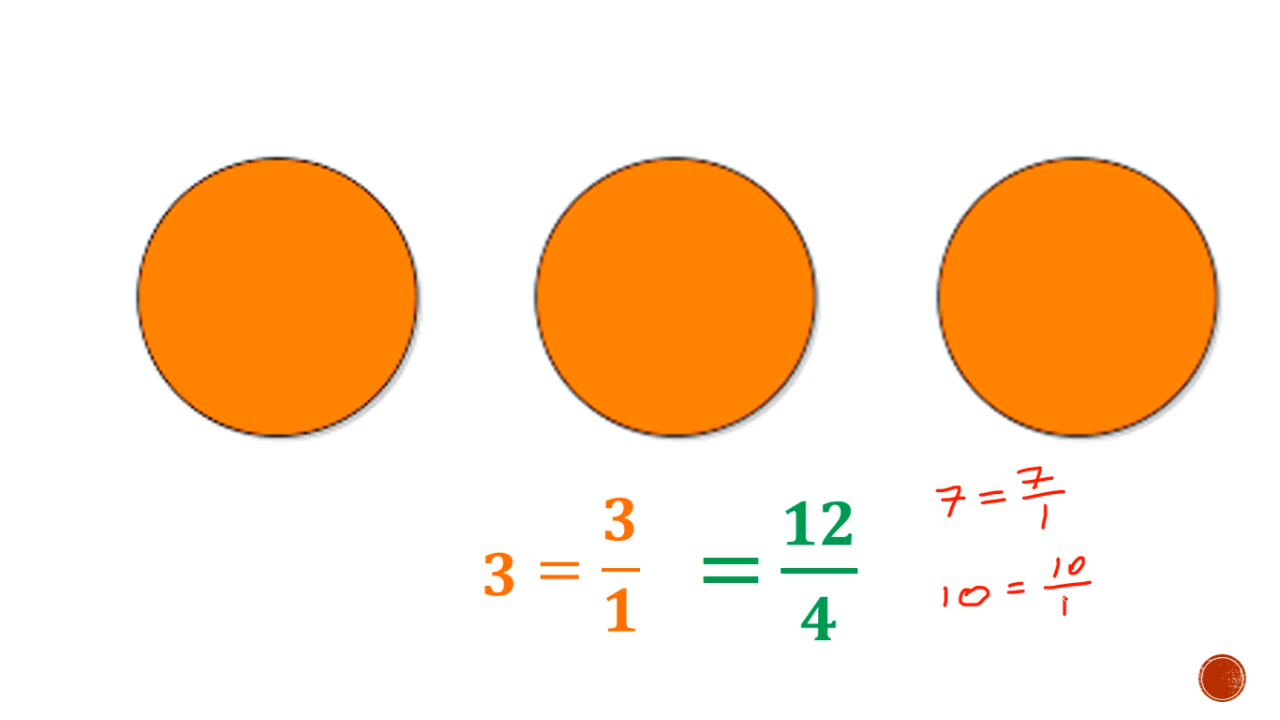 3 = 3/1 = 12/4
7 = 7/1
10 = 10/1